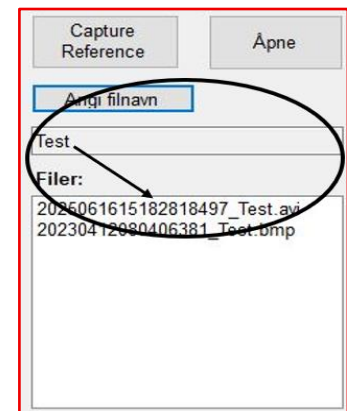 Capture
Reference
Åpne
Angi filnavn
Test
Filer:
2025061615182818497_Test.avi
20230412080406381_Test.bmp